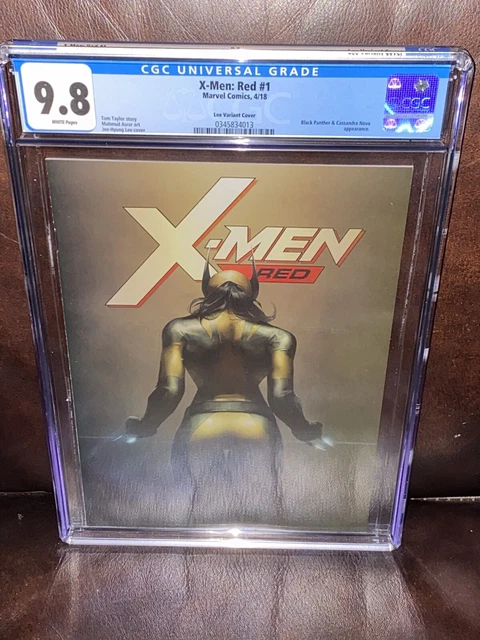 CGC UNIVERSAL GRADE
9.8
WHITE Pages
X-Men: Red #1
Marvel Comics, 4/18
Lee Variant Cover
0345834013
Tom Taylor story
Mahmud Asrar art
Jee-Hyung Lee cover
Black Panther & Cassandra Nova
appearance.
CGC
X-MEN
RED